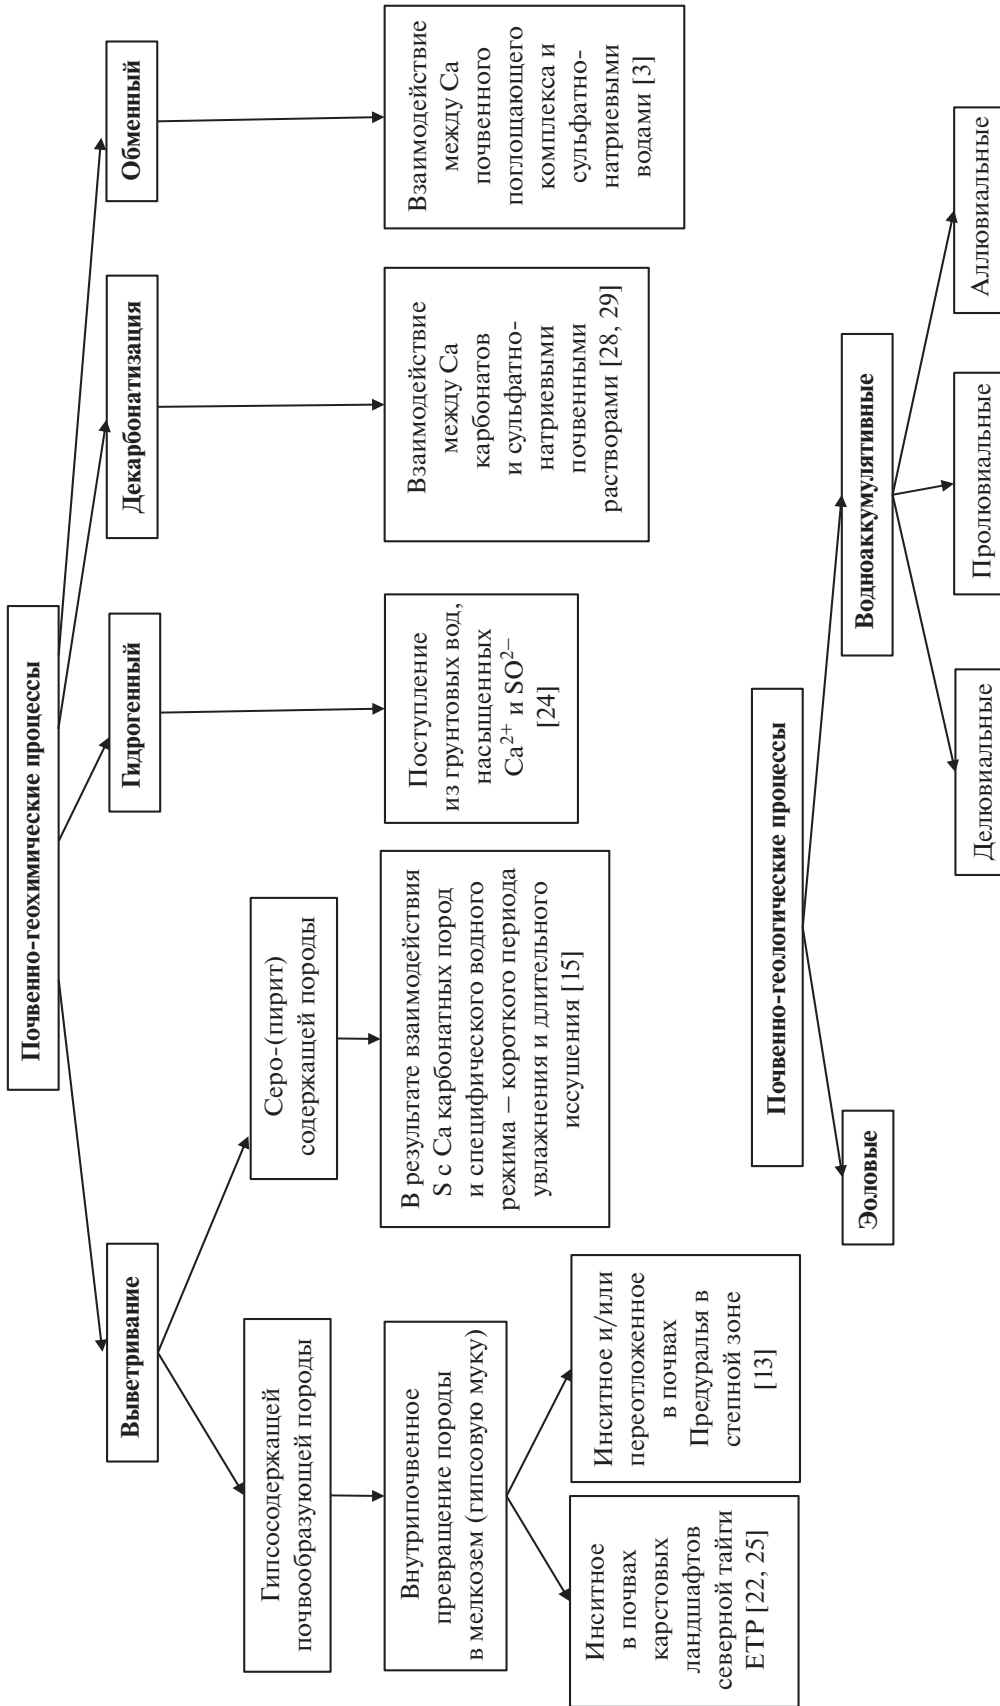 Почвенно-геохимические процессы
Выветривание
Гидрогенный
Декарбонатизация
Обменный
Гипсосодержащей
почвообразующей породы
Серо-(пирит)
содержащей породы
Внутрипочвенное
превращение породы
в мелкозем (гипсовую муку)
В результате взаимодействия
S с Ca карбонатных пород
и специфического водного
режима – короткого периода
увлажнения и длительного
иссушения [15]
Поступление
из грунтовых вод,
насыщенных
Ca²⁺ и SO²⁻
[24]
Взаимодействие
между Ca
карбонатов
и сульфатно-
натриевыми
почвенными
растворами [28, 29]
Взаимодействие
между Ca
почвенного
поглощающего
комплекса и
сульфатно-
натриевыми
водами [3]
Инситное
в почвах
карстовых
ландшафтов
северной тайги
ЕТР [22, 25]
Инситное и/или
переотложенное
в почвах
Предуралья в
степной зоне
[13]
Почвенно-геологические процессы
Эоловые
Водноаккумулятивные
Делювиальные
Пролювиальные
Аллювиальные